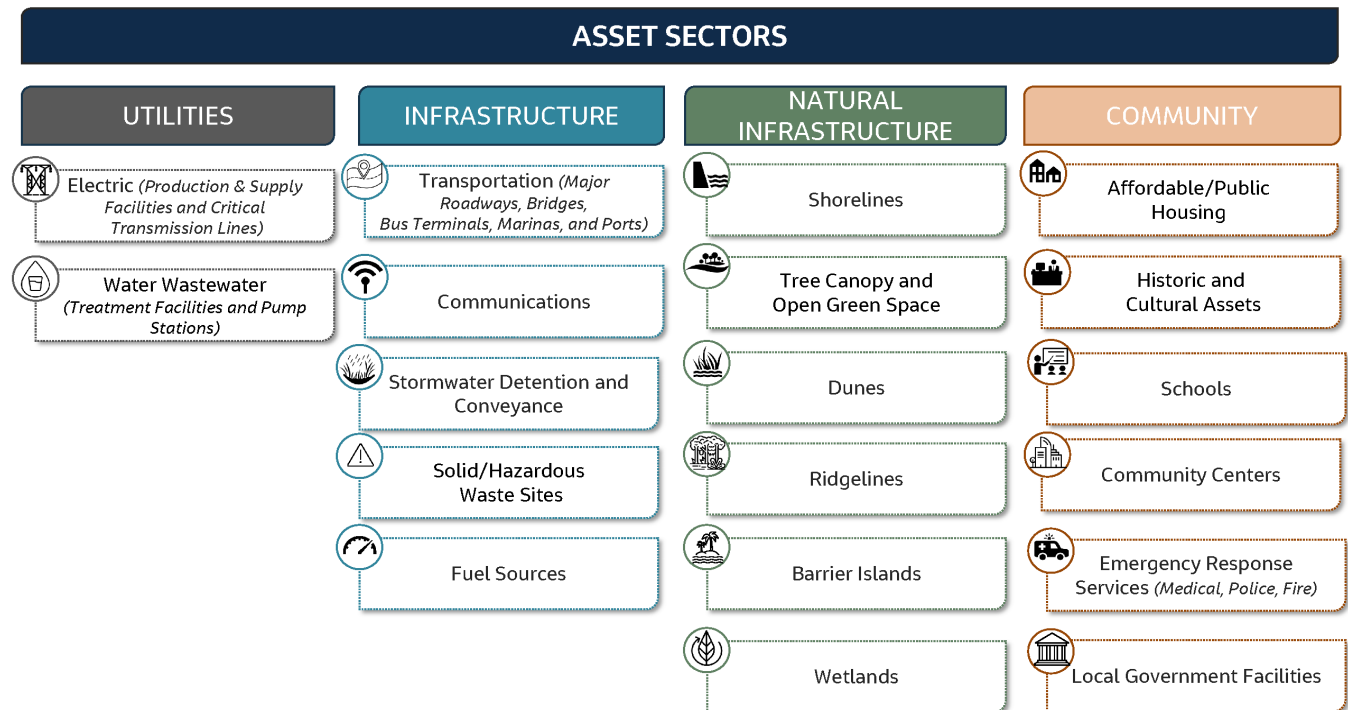 ASSET SECTORS
UTILITIES
Electric (Production & Supply
Facilities and Critical
Transmission Lines)
Water Wastewater
(Treatment Facilities and Pump
Stations)
INFRASTRUCTURE
Transportation (Major
Roadways, Bridges,
Bus Terminals, Marinas, and Ports)
Communications
Stormwater Detention and
Conveyance
Solid/Hazardous
Waste Sites
Fuel Sources
NATURAL
INFRASTRUCTURE
Shorelines
Tree Canopy and
Open Green Space
Dunes
Ridgelines
Barrier Islands
Wetlands
COMMUNITY
Affordable/Public
Housing
Historic and
Cultural Assets
Schools
Community Centers
Emergency Response
Services (Medical, Police, Fire)
Local Government Facilities